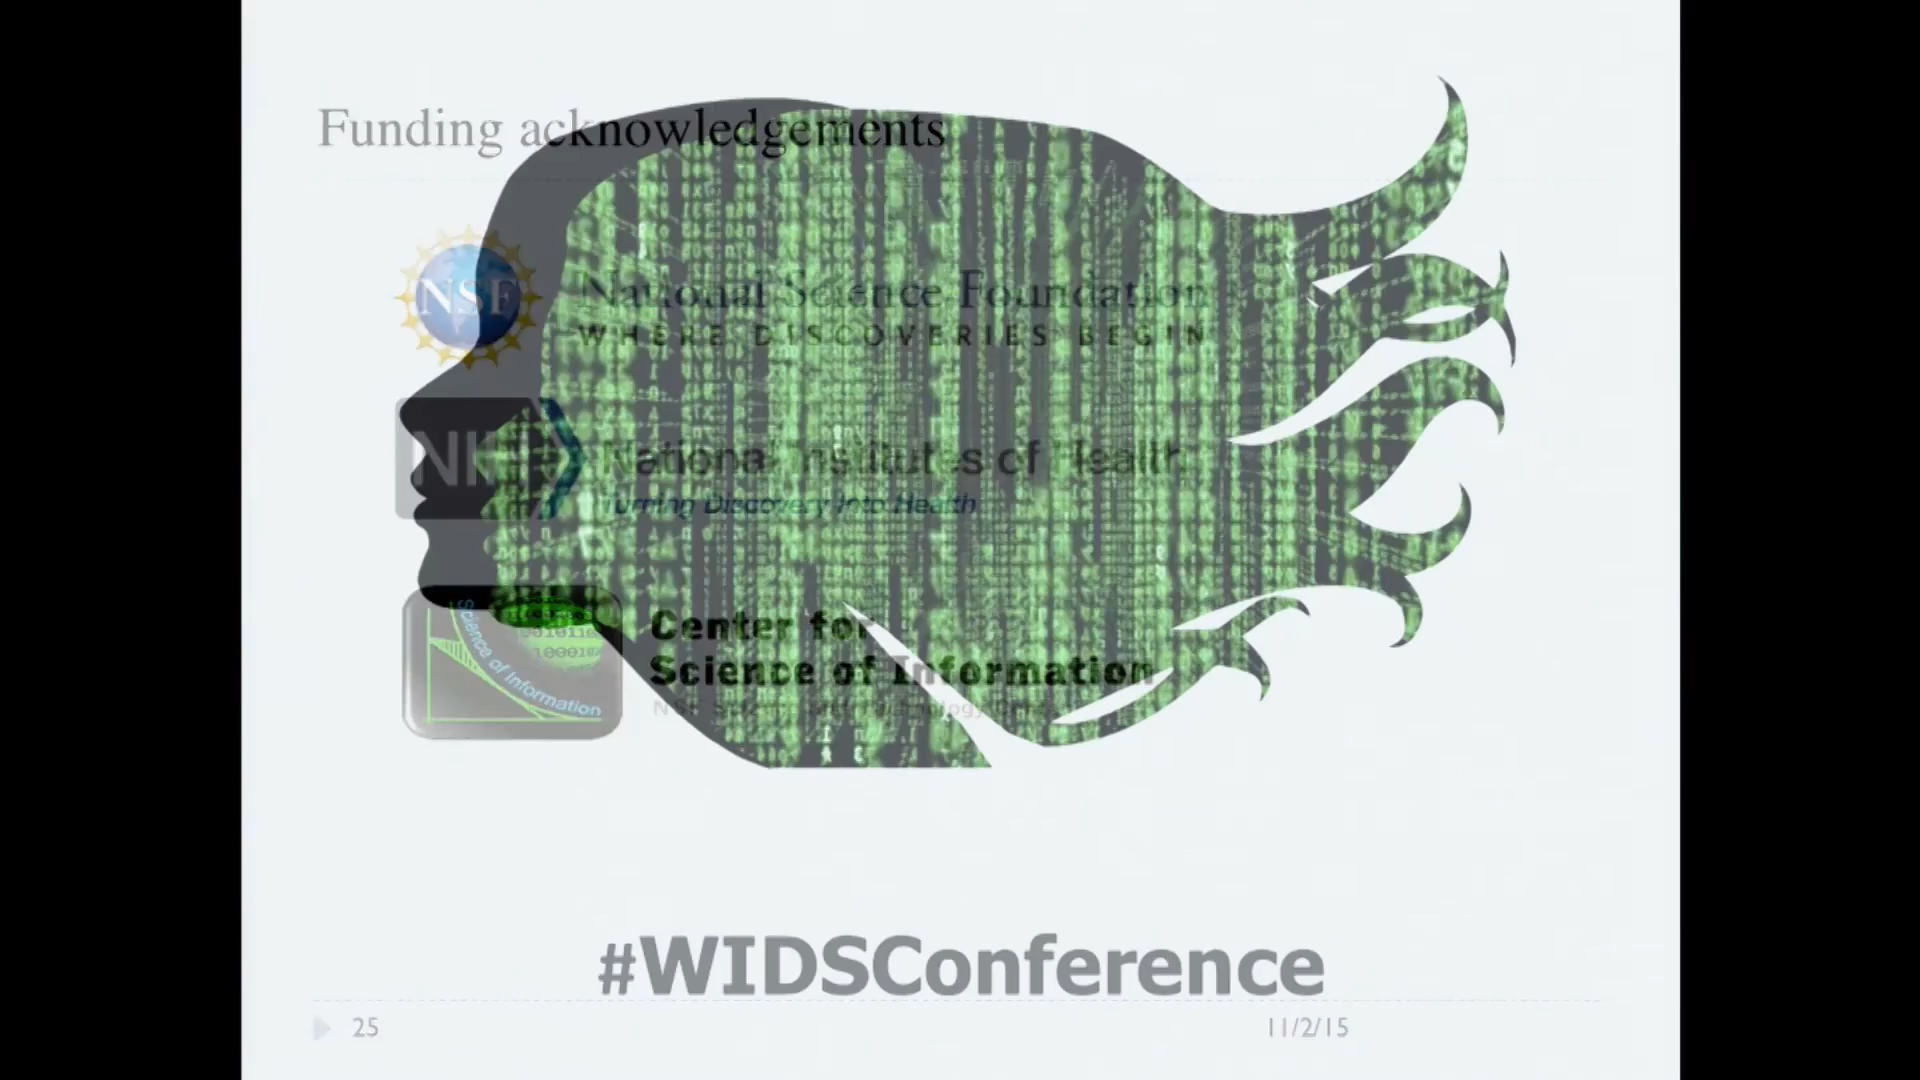 Funding acknowledgements
NSF
National Science Foundation
WHERE DISCOVERIES BEGIN
NIH
National Institutes of Health
Turning Discovery Into Health
Science of Information
Center for
Science of Information
#WIDSConference
25
11/2/15